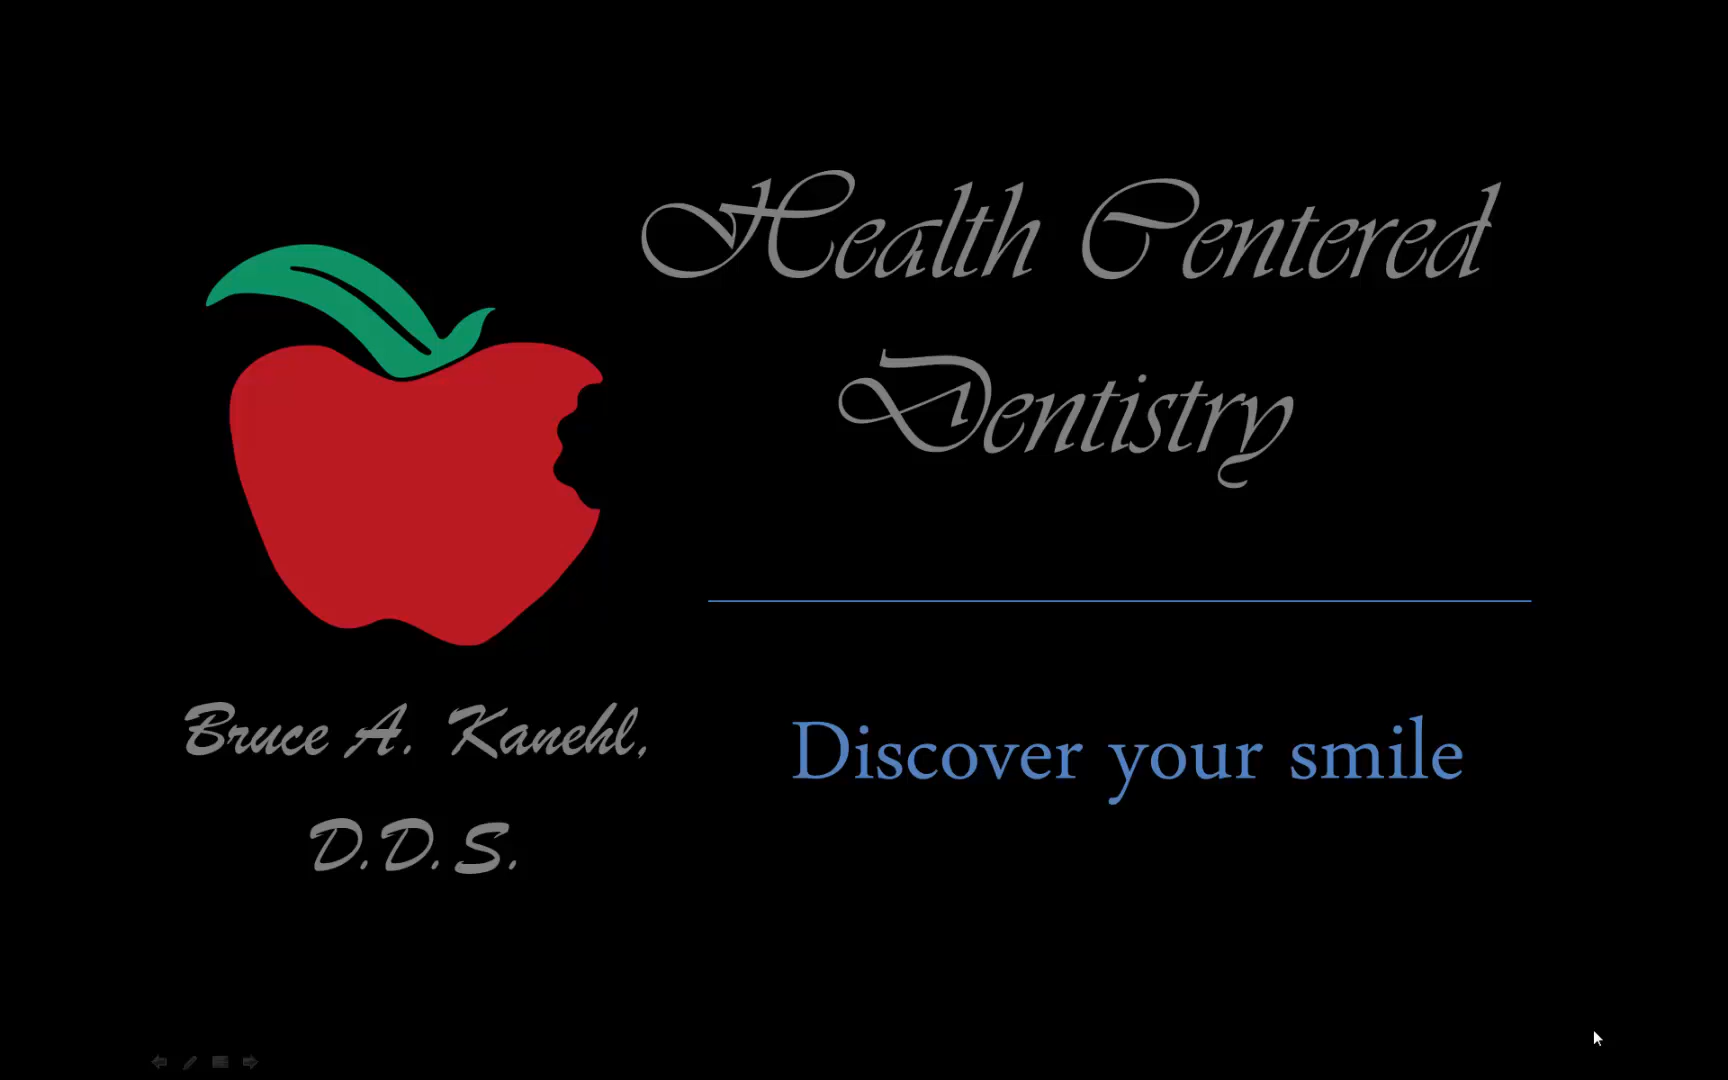 Health Centered
Dentistry
Bruce A. Kanehl,
D.D.S.
Discover your smile